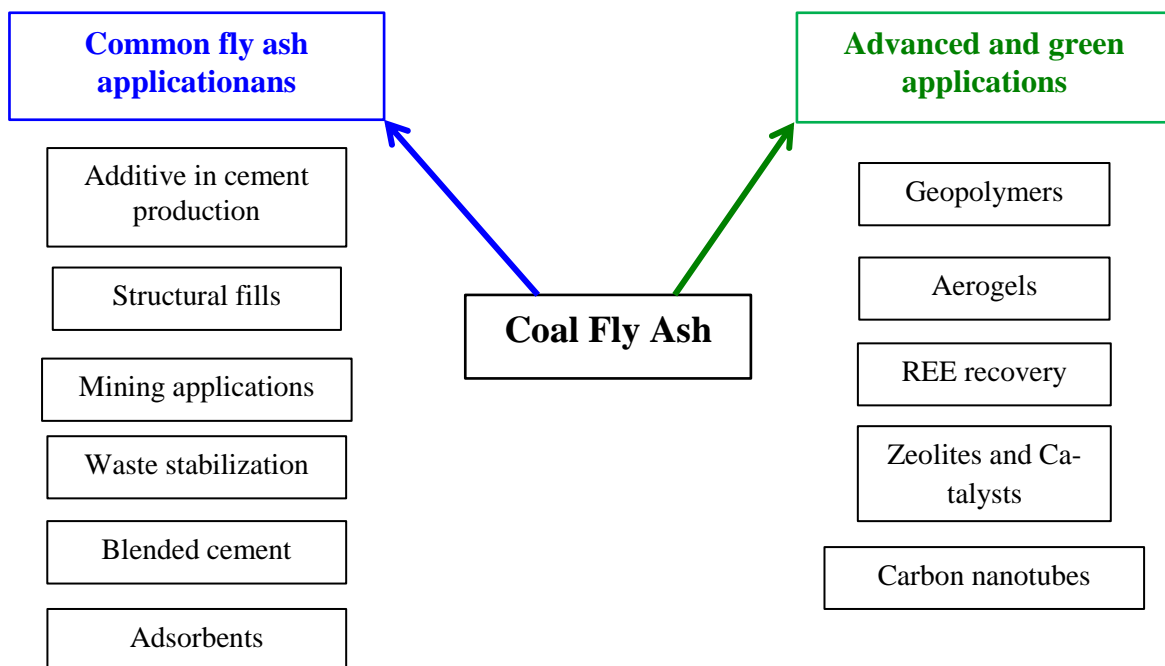 Common fly ash
applicationans
Additive in cement
production
Structural fills
Mining applications
Waste stabilization
Blended cement
Adsorbents
Coal Fly Ash
Advanced and green
applications
Geopolymers
Aerogels
REE recovery
Zeolites and Ca-
talysts
Carbon nanotubes